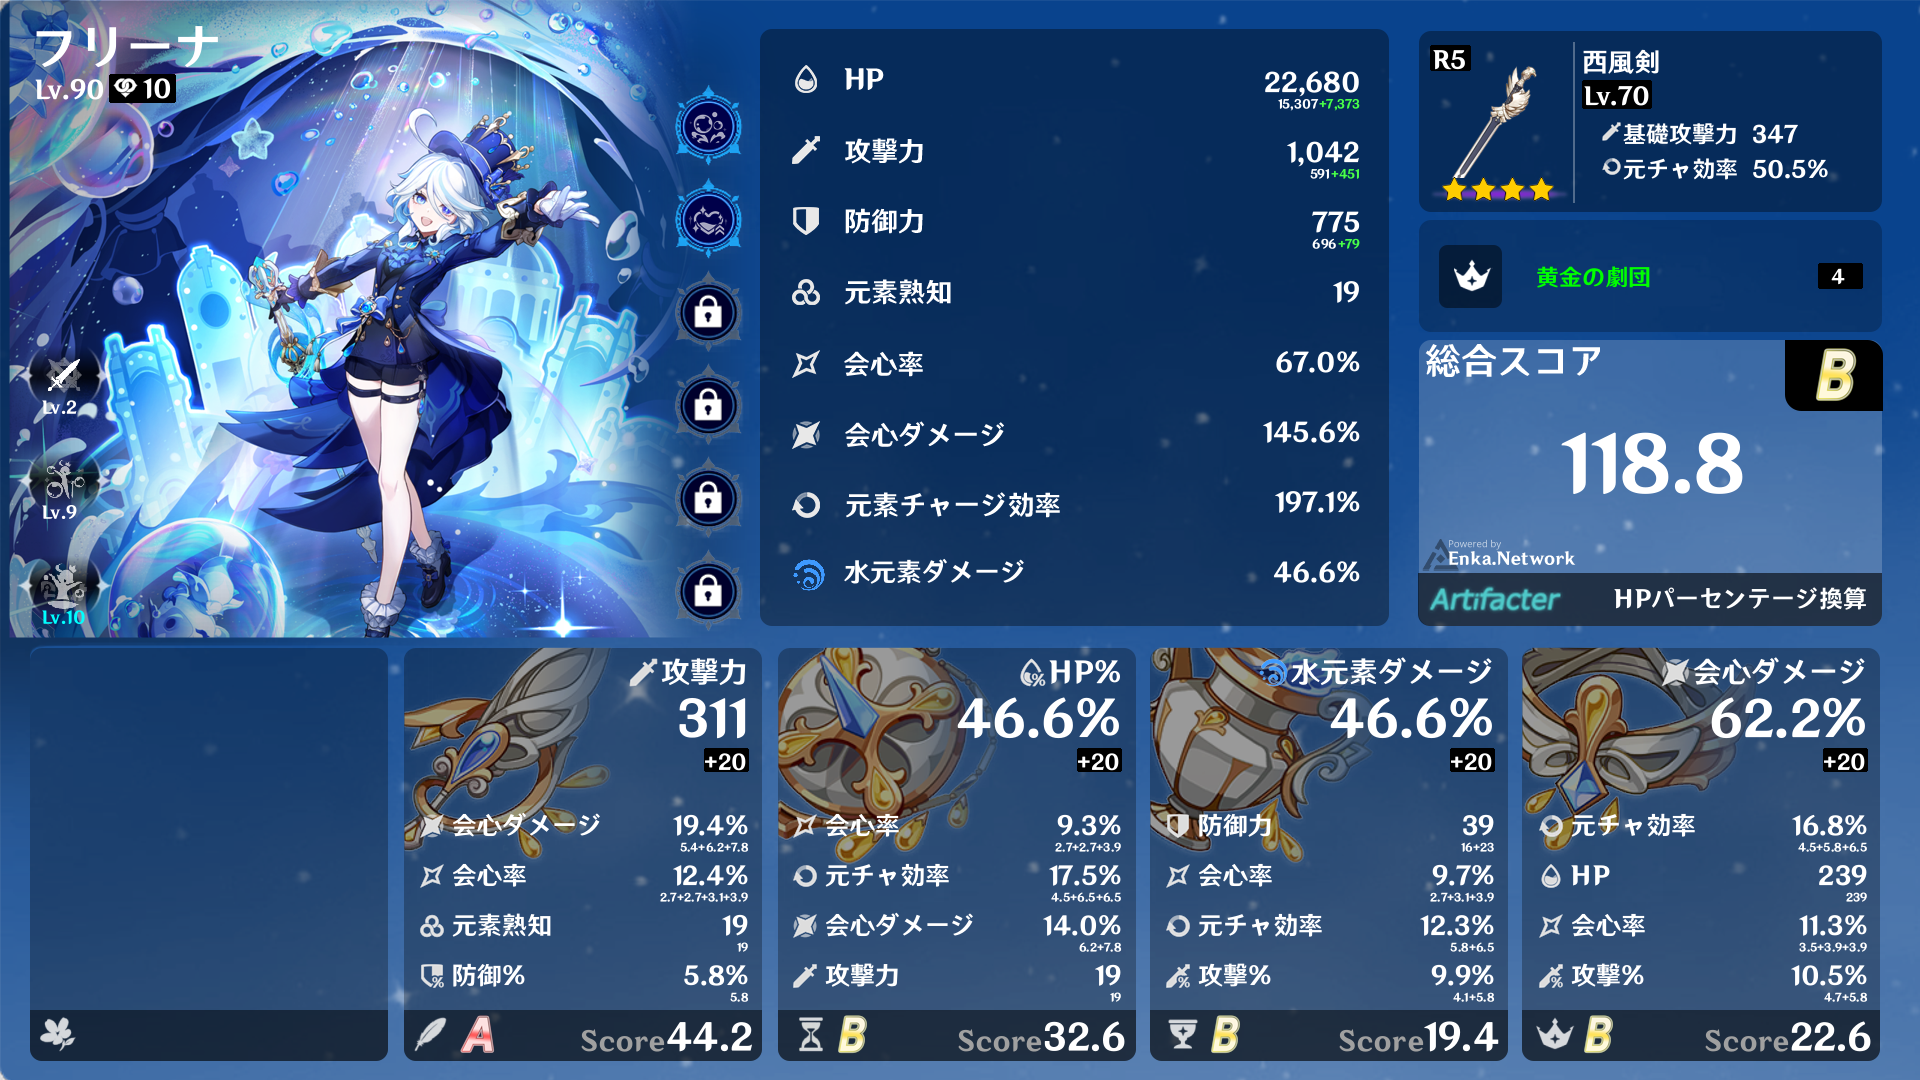 フリーナ
Lv.90 10
Lv.2
Lv.9
Lv.10
HP 22,680
15,307+7,373
攻撃力 1,042
591+451
防御力 775
696+79
元素熟知 19
会心率 67.0%
会心ダメージ 145.6%
元素チャージ効率 197.1%
水元素ダメージ 46.6%
R5
西風剣
Lv.70
基礎攻撃力 347
元チャ効率 50.5%
黄金の劇団 4
総合スコア B
118.8
Powered by
Enka.Network
Artifacter HPパーセンテージ換算
攻撃力
311
+20
会心ダメージ 19.4%
5.4+6.2+7.8
会心率 12.4%
2.7+2.7+3.1+3.9
元素熟知 19
19
防御% 5.8%
5.8
A Score44.2
HP%
46.6%
+20
会心率 9.3%
2.7+2.7+3.9
元チャ効率 17.5%
4.5+6.5+6.5
会心ダメージ 14.0%
6.2+7.8
攻撃力 19
19
B Score32.6
水元素ダメージ
46.6%
+20
防御力 39
16+23
会心率 9.7%
2.7+3.1+3.9
元チャ効率 12.3%
5.8+6.5
攻撃% 9.9%
4.1+5.8
B Score19.4
会心ダメージ
62.2%
+20
元チャ効率 16.8%
4.5+5.8+6.5
HP 239
239
会心率 11.3%
3.5+3.9+3.9
攻撃% 10.5%
4.7+5.8
B Score22.6